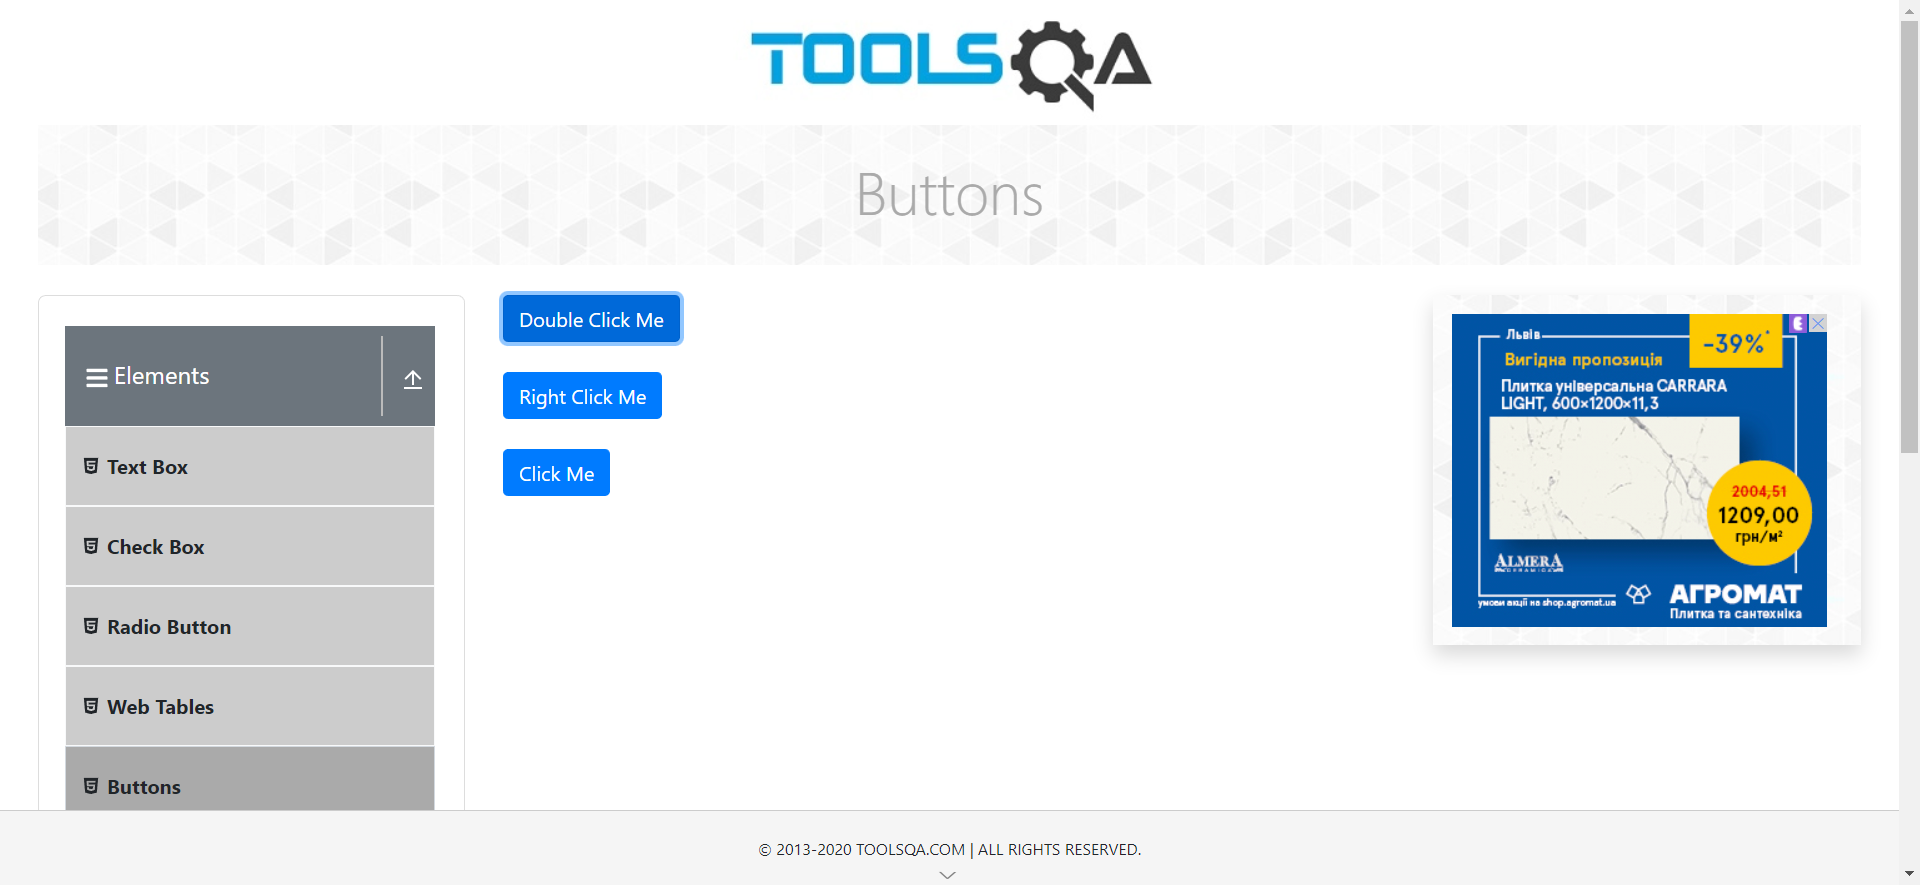 TOOLSQA
Buttons
Elements
Text Box
Check Box
Radio Button
Web Tables
Buttons
Double Click Me
Right Click Me
Click Me
Львів
-39%*
Вигідна пропозиція
Плитка універсальна CARRARA
LIGHT, 600×1200×11,3
2004,51
1209,00
грн/м²
ALMERA
CERAMICA
умови акції на shop.agromat.ua
АГРОМАТ
Плитка та сантехніка
© 2013-2020 TOOLSQA.COM | ALL RIGHTS RESERVED.